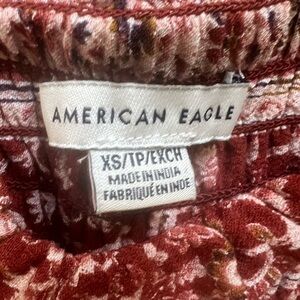 AMERICAN EAGLE
XS/TP/EXCH
MADE IN INDIA
FABRIQUÉ EN INDE